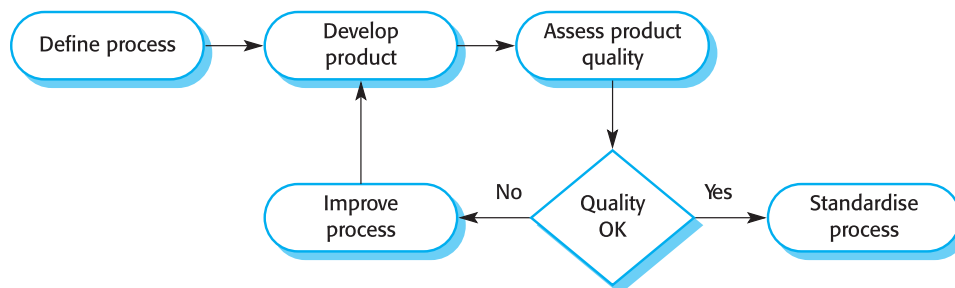 Define process
Develop
product
Assess product
quality
Improve
process
No
Quality
OK
Yes
Standardise
process